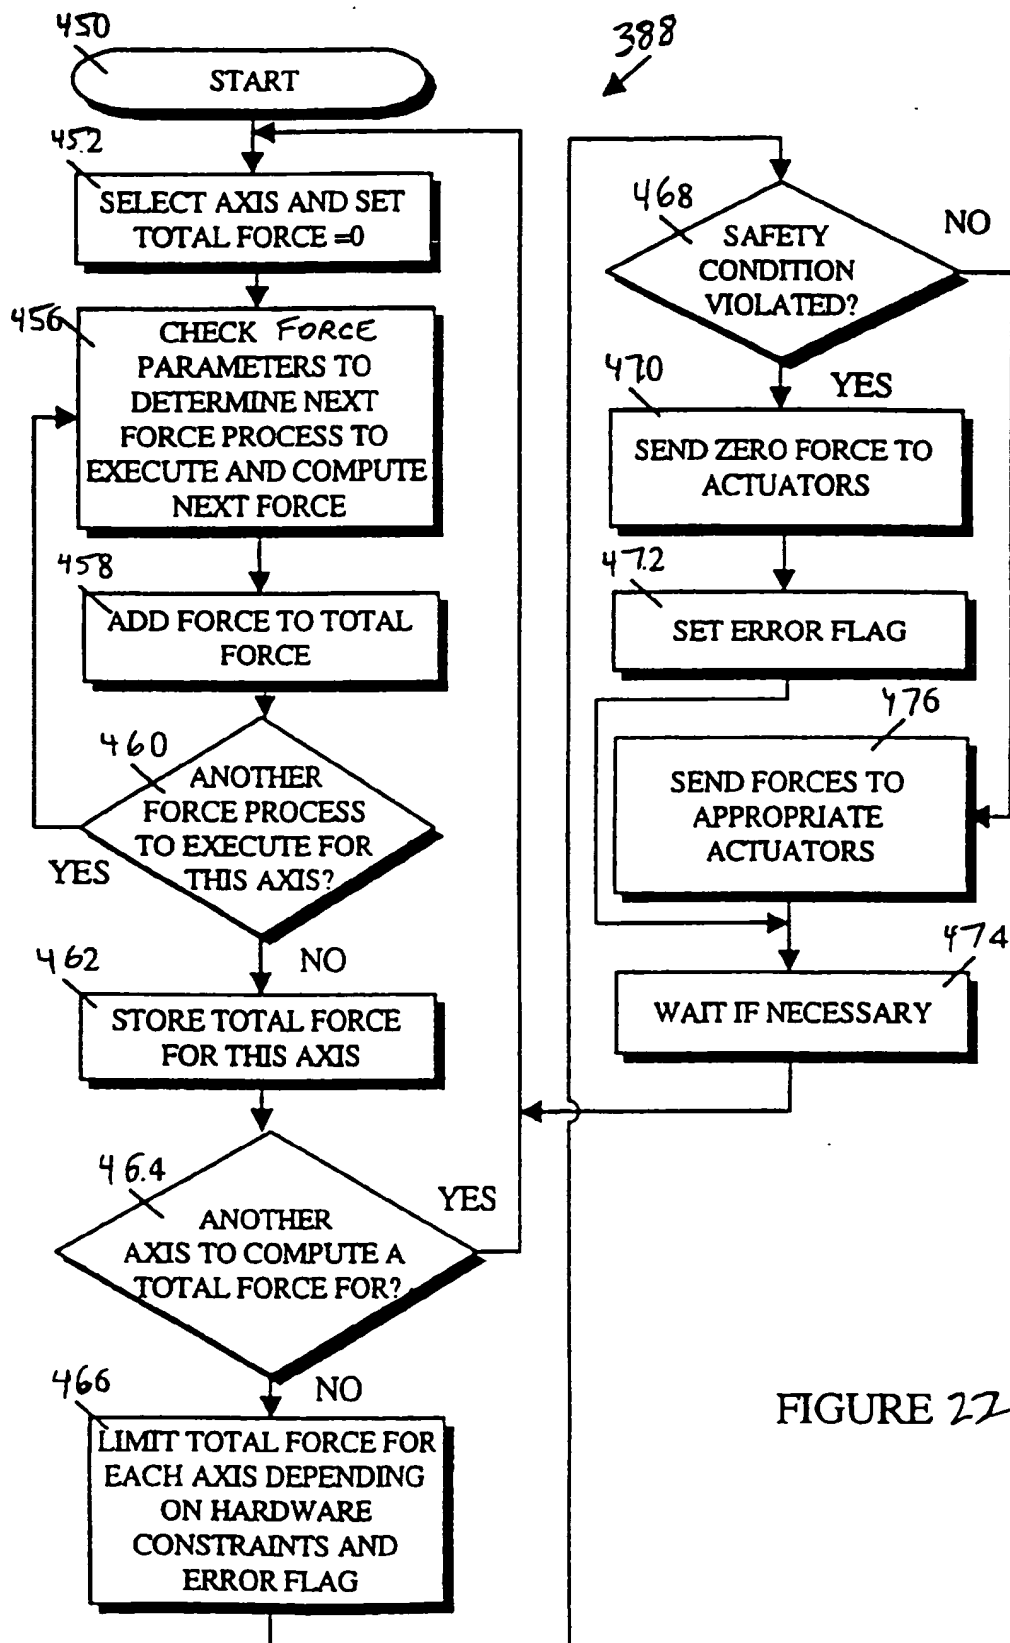 450
START
452
SELECT AXIS AND SET
TOTAL FORCE =0
456
CHECK FORCE
PARAMETERS TO
DETERMINE NEXT
FORCE PROCESS TO
EXECUTE AND COMPUTE
NEXT FORCE
458
ADD FORCE TO TOTAL
FORCE
460
ANOTHER
FORCE PROCESS
TO EXECUTE FOR
THIS AXIS?
YES
NO
462
STORE TOTAL FORCE
FOR THIS AXIS
464
ANOTHER
AXIS TO COMPUTE A
TOTAL FORCE FOR?
YES
NO
466
LIMIT TOTAL FORCE FOR
EACH AXIS DEPENDING
ON HARDWARE
CONSTRAINTS AND
ERROR FLAG
388
468
SAFETY
CONDITION
VIOLATED?
NO
YES
470
SEND ZERO FORCE TO
ACTUATORS
472
SET ERROR FLAG
476
SEND FORCES TO
APPROPRIATE
ACTUATORS
474
WAIT IF NECESSARY
FIGURE 22